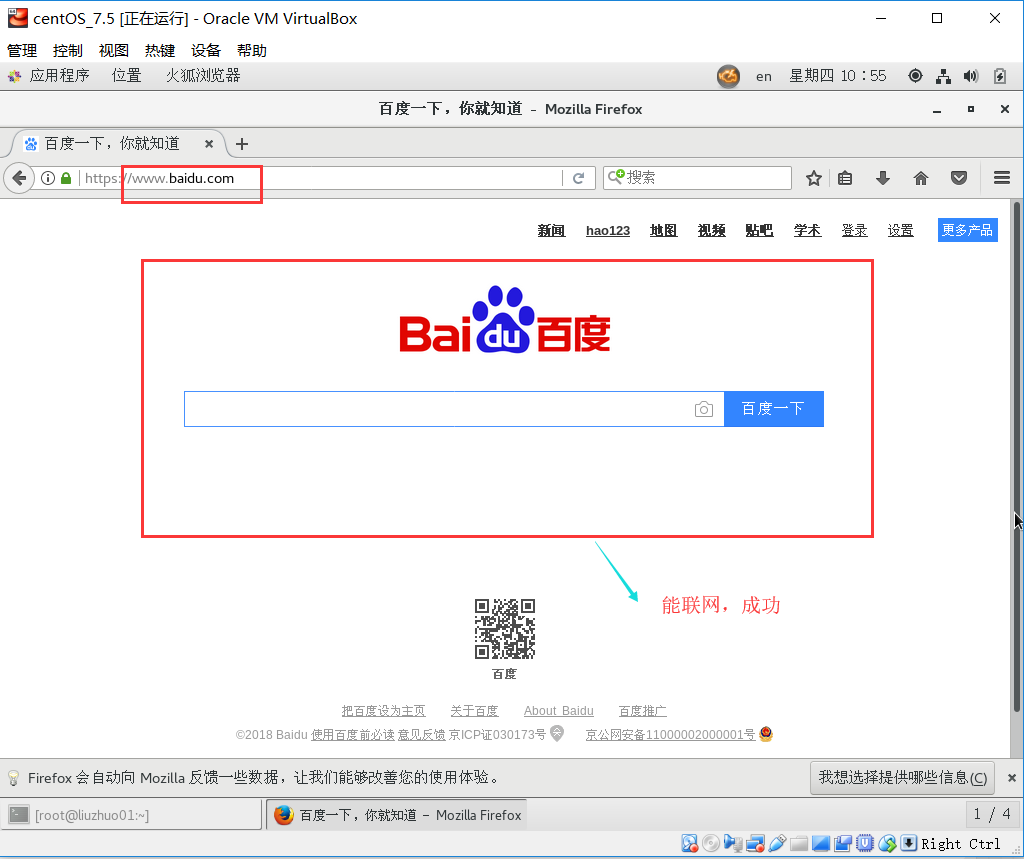 centOS_7.5 [正在运行] - Oracle VM VirtualBox
管理 控制 视图 热键 设备 帮助
应用程序 位置 火狐浏览器 en 星期四 10：55
百度一下，你就知道 – Mozilla Firefox
百度一下，你就知道
https://www.baidu.com 搜索
新闻 hao123 地图 视频 贴吧 学术 登录 设置 更多产品
Bai du 百度
百度一下
能联网，成功
百度
把百度设为主页 关于百度 About Baidu 百度推广
©2018 Baidu 使用百度前必读 意见反馈 京ICP证030173号 京公网安备11000002000001号
Firefox 会自动向 Mozilla 反馈一些数据，让我们能够改善您的使用体验。 我想选择提供哪些信息(C)
[root@liuzhuo01:~] 百度一下，你就知道 – Mozilla Firefox 1 / 4
Right Ctrl